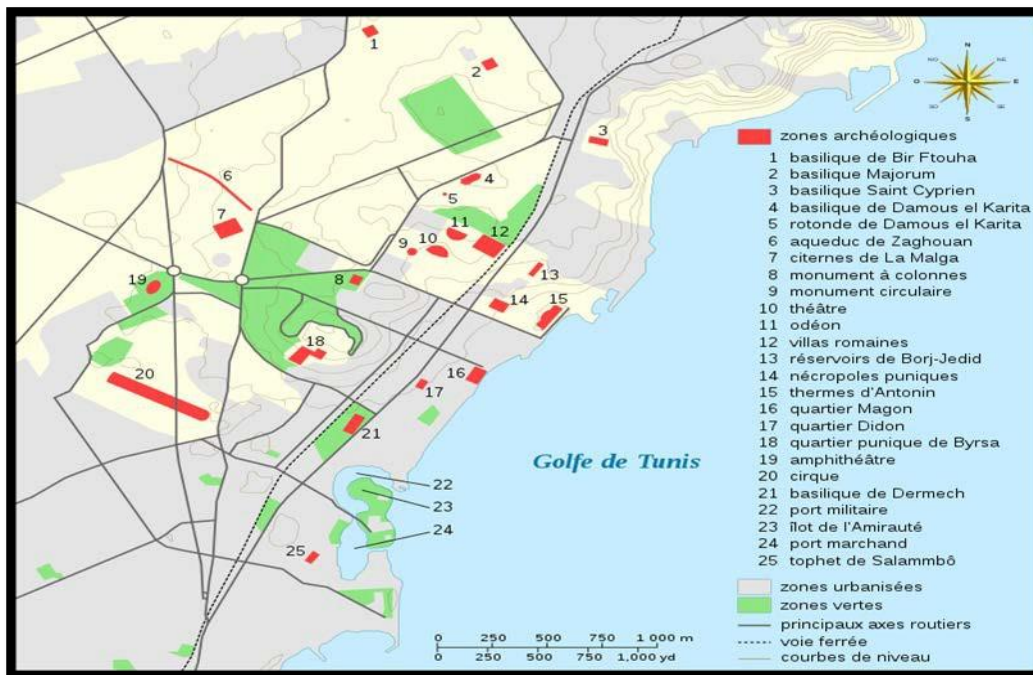 1
2
3
4
5
6
7
8
9
10
11
12
13
14
15
16
17
18
19
20
21
22
23
24
25
Golfe de Tunis
N
NO
NE
O
E
SO
SE
S
zones archéologiques
1 basilique de Bir Ftouha
2 basilique Majorum
3 basilique Saint Cyprien
4 basilique de Damous el Karita
5 rotonde de Damous el Karita
6 aqueduc de Zaghouan
7 citernes de La Malga
8 monument à colonnes
9 monument circulaire
10 théâtre
11 odéon
12 villas romaines
13 réservoirs de Borj-Jedid
14 nécropoles puniques
15 thermes d'Antonin
16 quartier Magon
17 quartier Didon
18 quartier punique de Byrsa
19 amphithéâtre
20 cirque
21 basilique de Dermech
22 port militaire
23 îlot de l'Amirauté
24 port marchand
25 tophet de Salammbô
zones urbanisées
zones vertes
principaux axes routiers
voie ferrée
courbes de niveau
0 250 500 750 1 000 m
0 250 500 750 1,000 yd